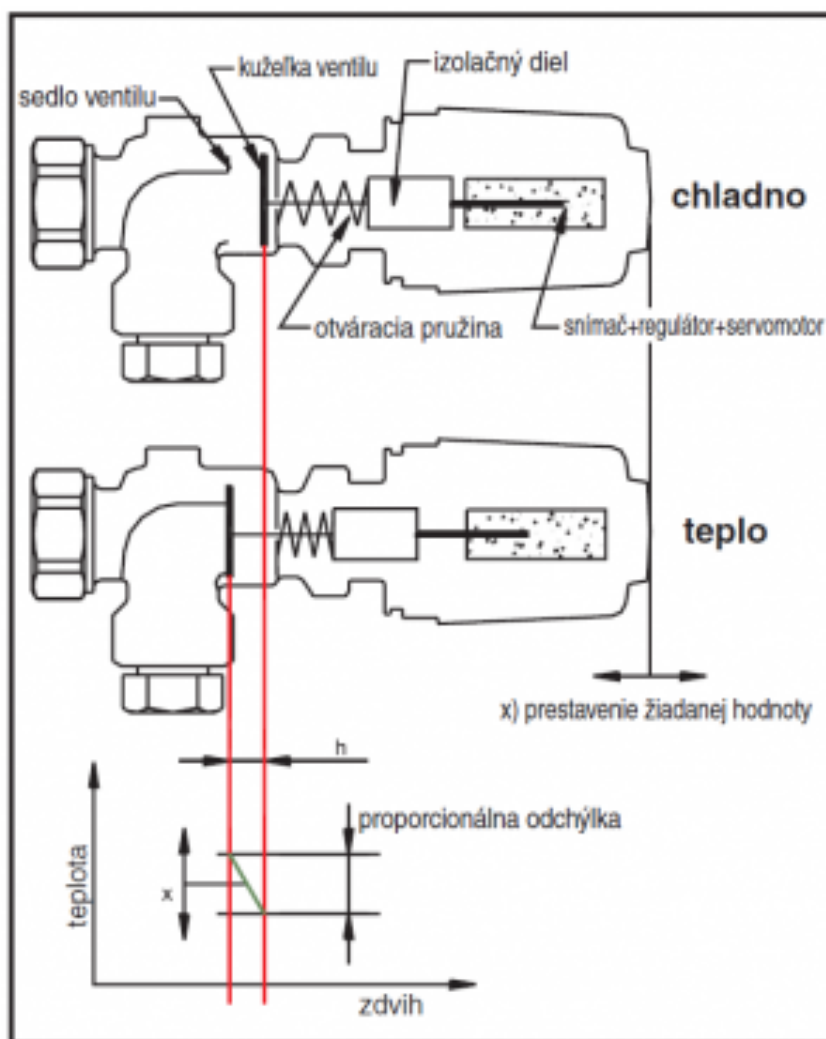 kužeľka ventilu
izolačný diel
sedlo ventilu
chladno
otváracia pružina
snímač+regulátor+servomotor
teplo
x) prestavenie žiadanej hodnoty
h
proporcionálna odchýlka
teplota
x
zdvih